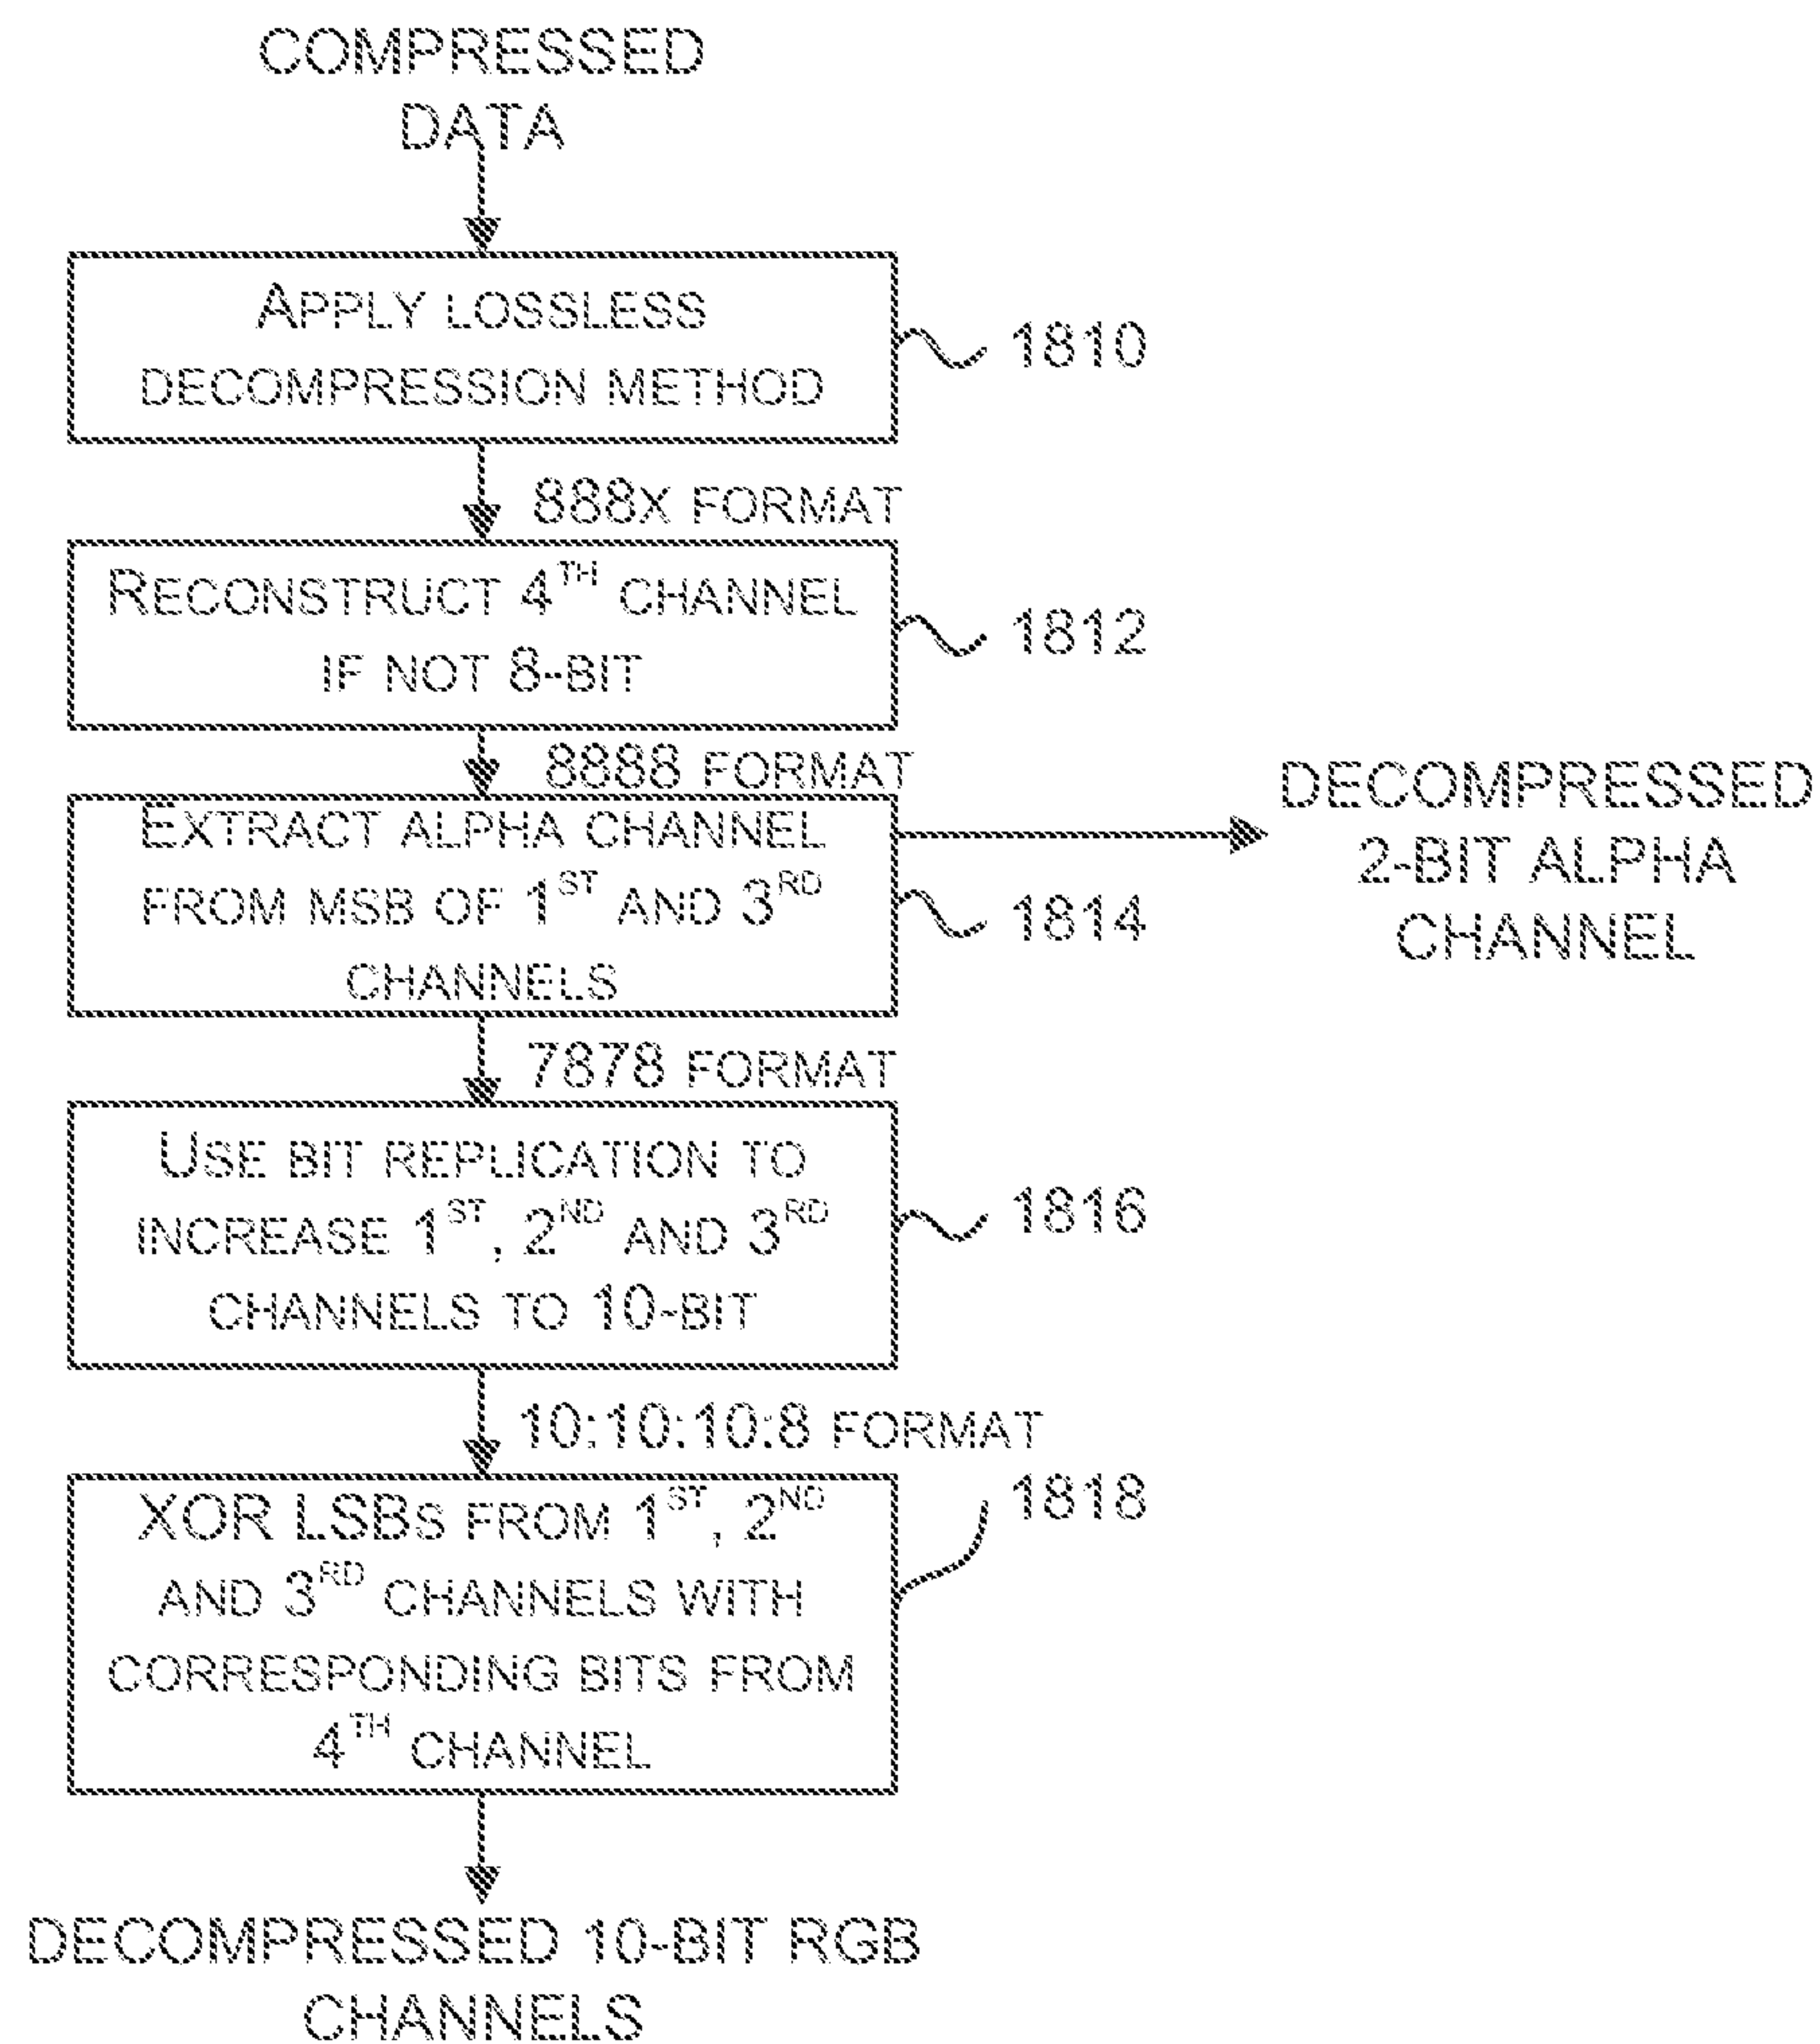 COMPRESSED
DATA
APPLY LOSSLESS
DECOMPRESSION METHOD
1810
888X FORMAT
RECONSTRUCT 4TH CHANNEL
IF NOT 8-BIT
1812
8888 FORMAT
EXTRACT ALPHA CHANNEL
FROM MSB OF 1ST AND 3RD
CHANNELS
1814
DECOMPRESSED
2-BIT ALPHA
CHANNEL
7878 FORMAT
USE BIT REPLICATION TO
INCREASE 1ST, 2ND AND 3RD
CHANNELS TO 10-BIT
1816
10:10:10:8 FORMAT
XOR LSBS FROM 1ST, 2ND
AND 3RD CHANNELS WITH
CORRESPONDING BITS FROM
4TH CHANNEL
1818
DECOMPRESSED 10-BIT RGB
CHANNELS